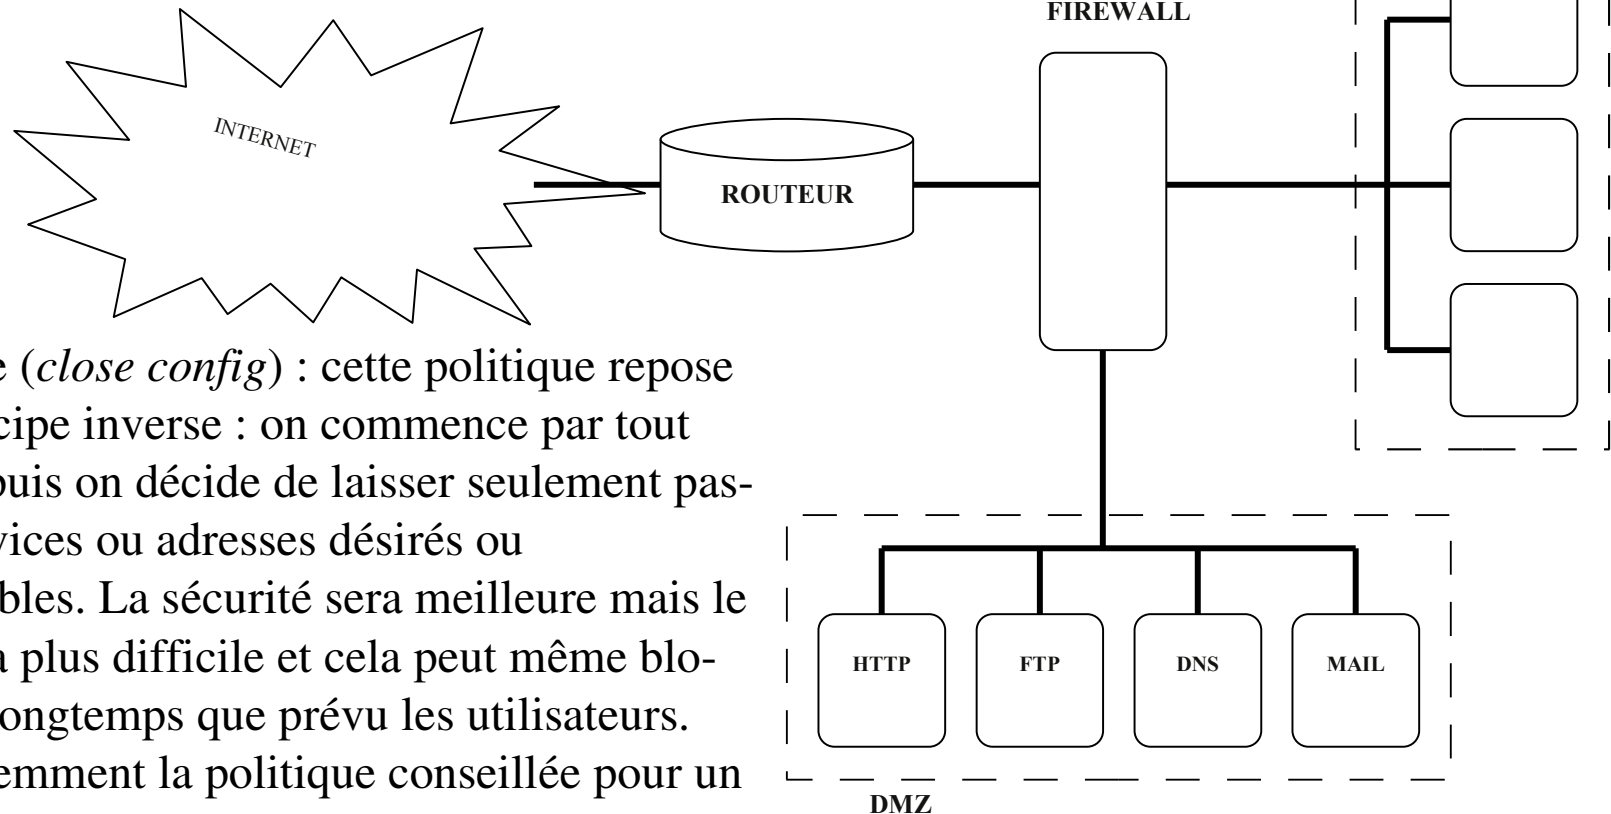 FIREWALL
INTERNET
ROUTEUR
e (close config) : cette politique repose
cipe inverse : on commence par tout
puis on décide de laisser seulement pas-
vices ou adresses désirés ou
bles. La sécurité sera meilleure mais le
a plus difficile et cela peut même blo-
ongtemps que prévu les utilisateurs.
emment la politique conseillée pour un
HTTP
FTP
DNS
MAIL
DMZ